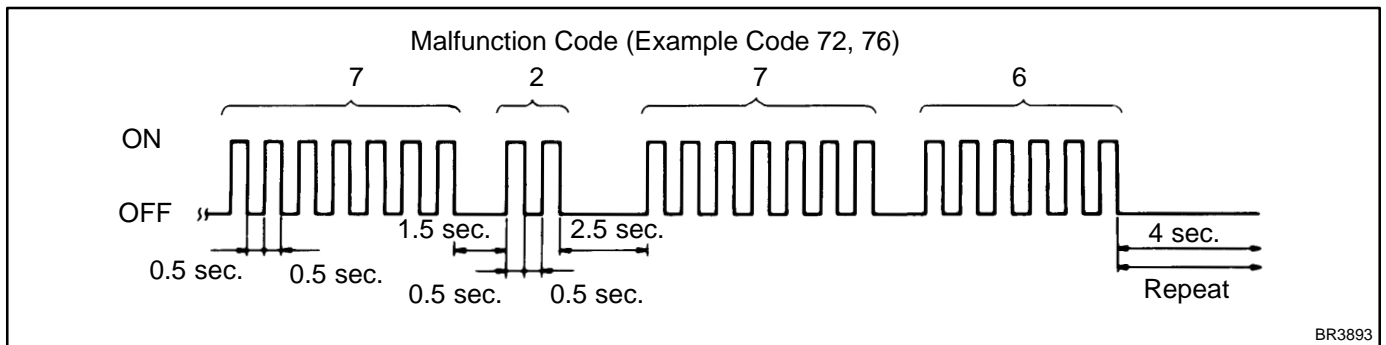 Malfunction Code (Example Code 72, 76)
7 2 7 6
ON
OFF
1.5 sec. 2.5 sec. 4 sec.
0.5 sec. 0.5 sec. 0.5 sec. 0.5 sec. Repeat
BR3893